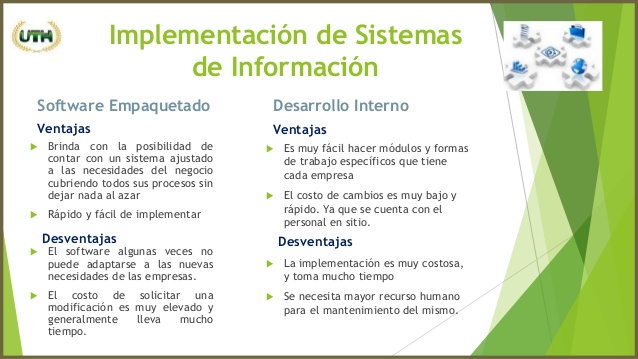 UTH
Implementación de Sistemas
de Información
Software Empaquetado
Ventajas
Brinda con la posibilidad de
contar con un sistema ajustado
a las necesidades del negocio
cubriendo todos sus procesos sin
dejar nada al azar
Rápido y fácil de implementar
Desventajas
El software algunas veces no
puede adaptarse a las nuevas
necesidades de las empresas.
El costo de solicitar una
modificación es muy elevado y
generalmente lleva mucho
tiempo.
Desarrollo Interno
Ventajas
Es muy fácil hacer módulos y formas
de trabajo específicos que tiene
cada empresa
El costo de cambios es muy bajo y
rápido. Ya que se cuenta con el
personal en sitio.
Desventajas
La implementación es muy costosa,
y toma mucho tiempo
Se necesita mayor recurso humano
para el mantenimiento del mismo.